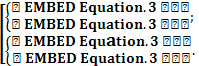 [{ EMBED Equation.3 ;
{ EMBED Equation.3
{ EMBED Equation.3
{ EMBED Equation.3 .